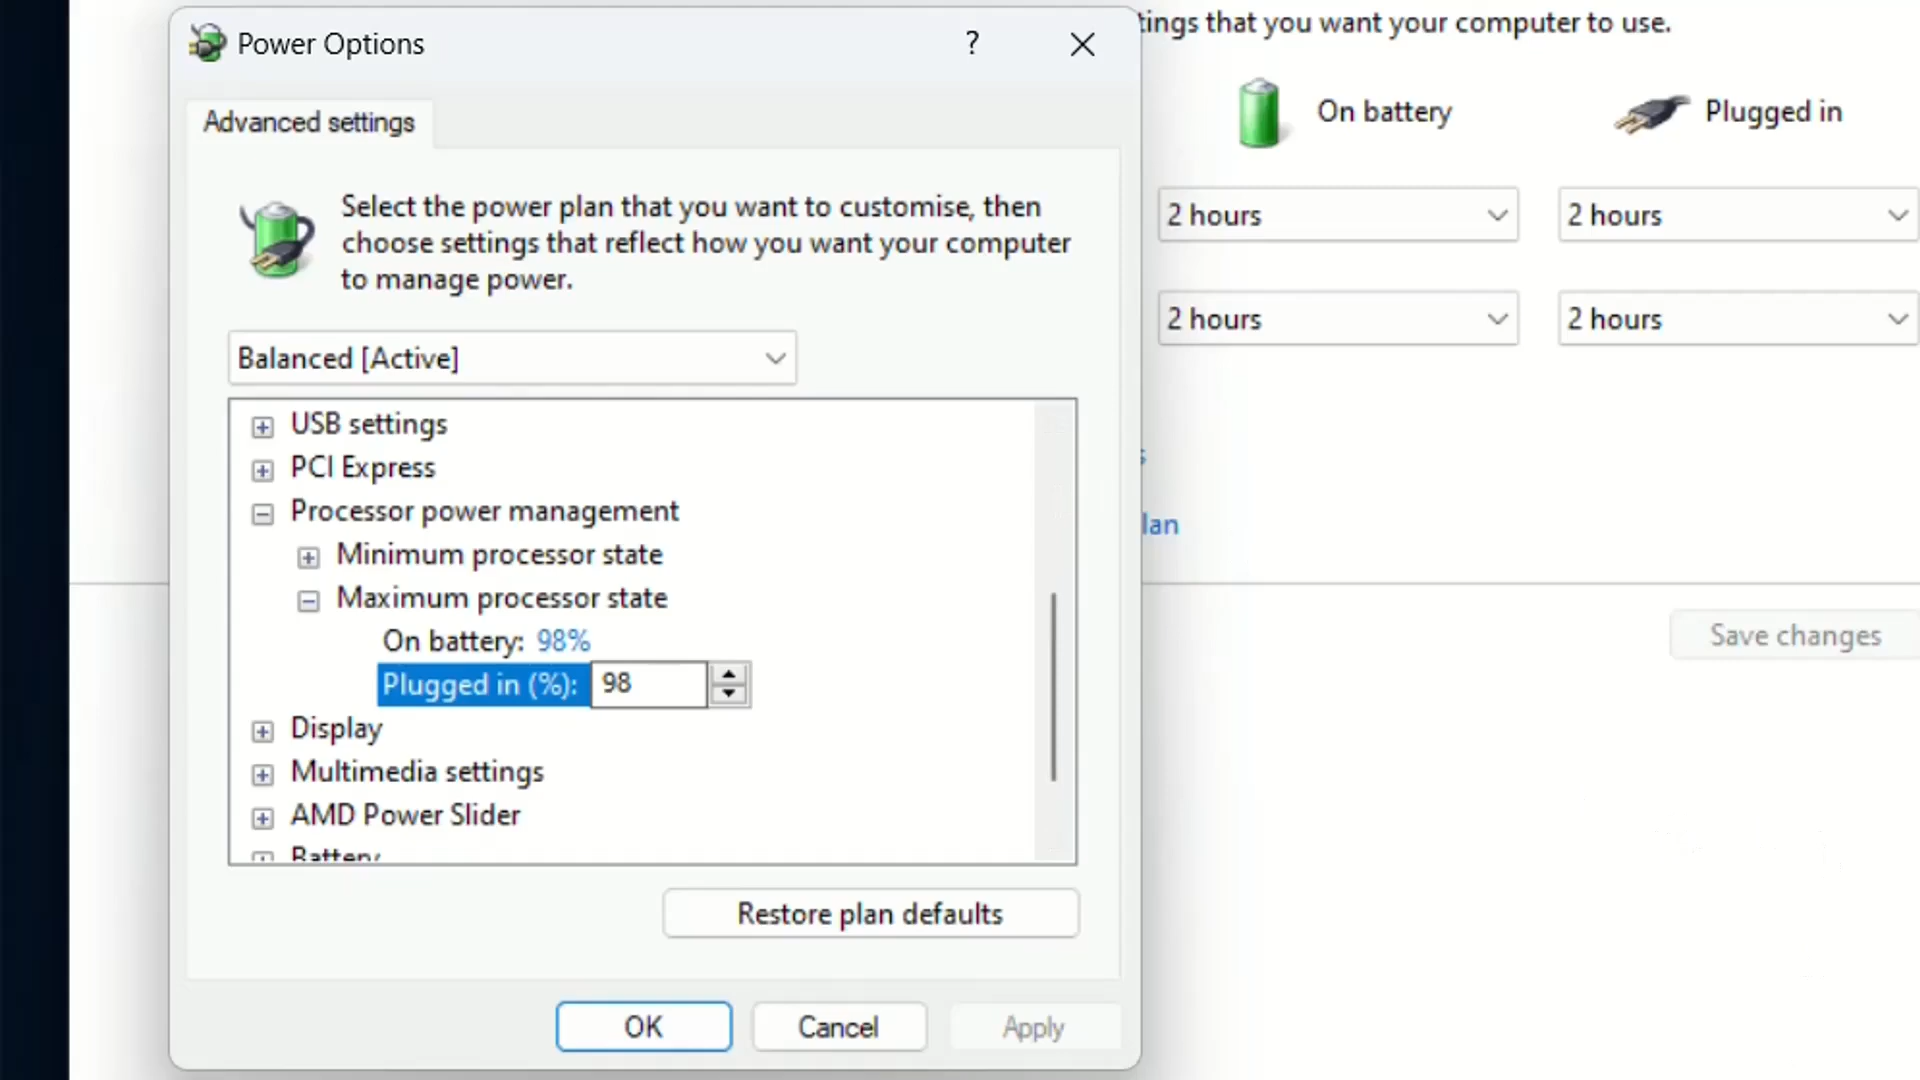 Power Options
?
Advanced settings
Select the power plan that you want to customise, then
choose settings that reflect how you want your computer
to manage power.
Balanced [Active]
USB settings
PCI Express
Processor power management
Minimum processor state
Maximum processor state
On battery: 98%
Plugged in (%): 98
Display
Multimedia settings
AMD Power Slider
Battery
Restore plan defaults
OK Cancel Apply
tings that you want your computer to use.
On battery Plugged in
2 hours 2 hours
2 hours 2 hours
s
lan
Save changes